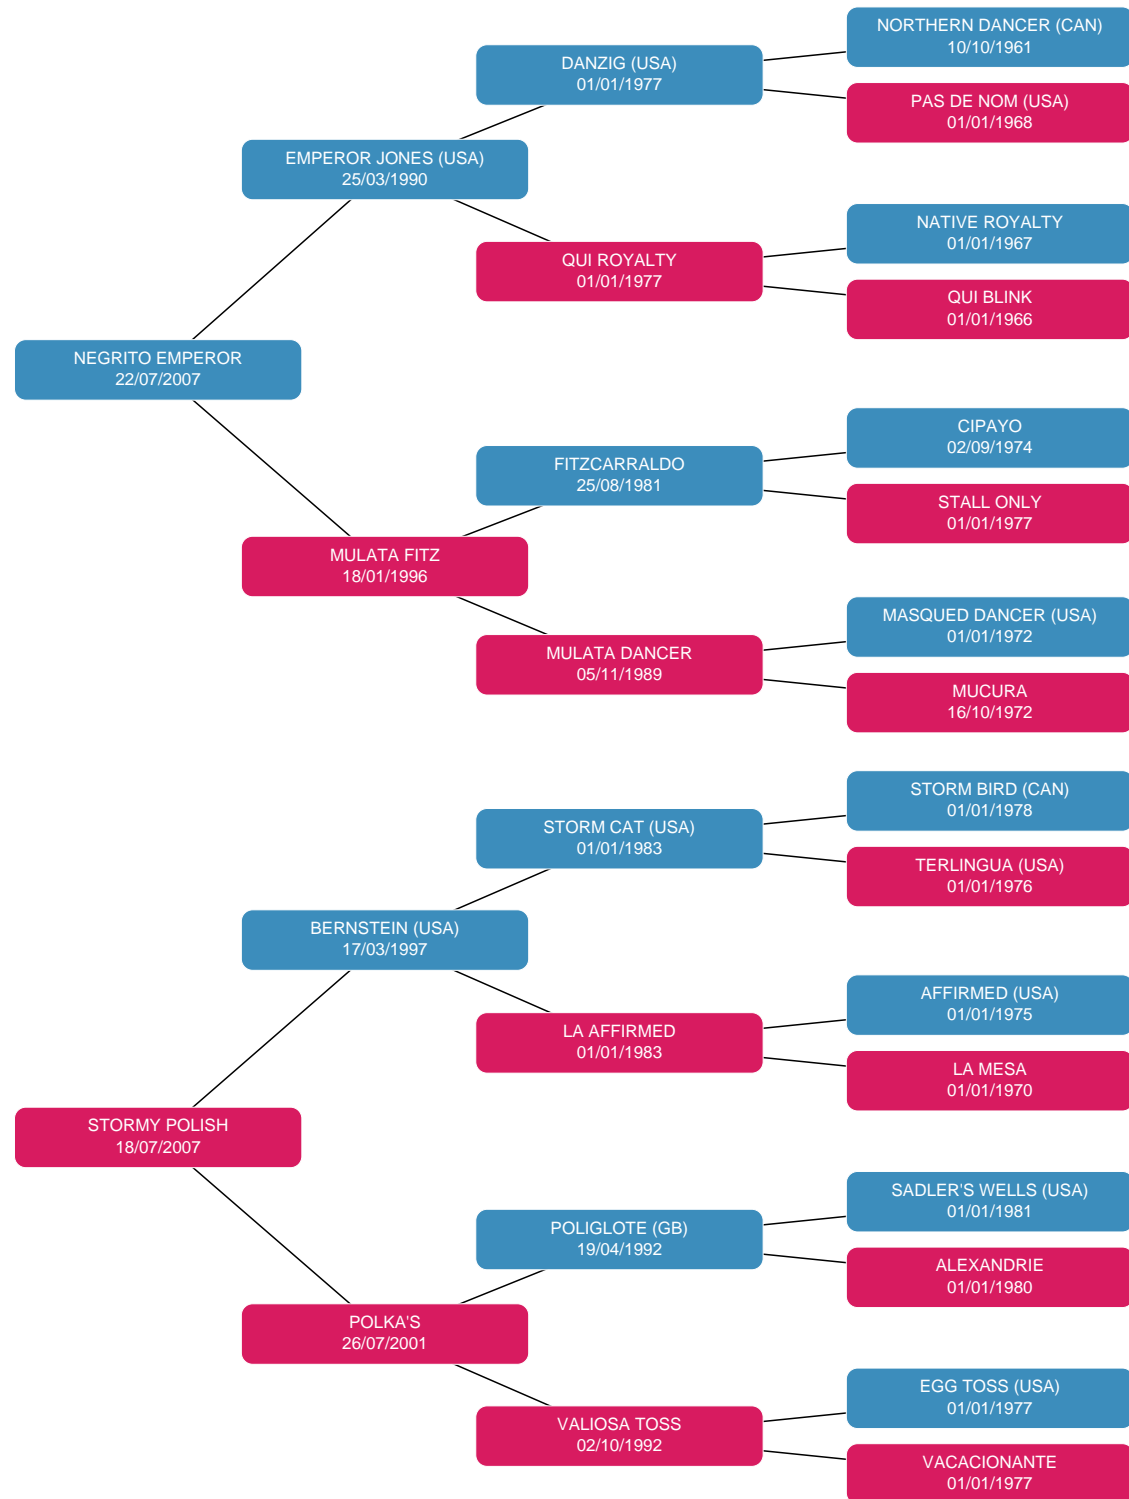 NORTHERN DANCER (CAN)
10/10/1961
DANZIG (USA)
01/01/1977
PAS DE NOM (USA)
01/01/1968
EMPEROR JONES (USA)
25/03/1990
NATIVE ROYALTY
01/01/1967
QUI ROYALTY
01/01/1977
QUI BLINK
01/01/1966
NEGRITO EMPEROR
22/07/2007
CIPAYO
02/09/1974
FITZCARRALDO
25/08/1981
STALL ONLY
01/01/1977
MULATA FITZ
18/01/1996
MASQUED DANCER (USA)
01/01/1972
MULATA DANCER
05/11/1989
MUCURA
16/10/1972
STORM BIRD (CAN)
01/01/1978
STORM CAT (USA)
01/01/1983
TERLINGUA (USA)
01/01/1976
BERNSTEIN (USA)
17/03/1997
AFFIRMED (USA)
01/01/1975
LA AFFIRMED
01/01/1983
LA MESA
01/01/1970
STORMY POLISH
18/07/2007
SADLER'S WELLS (USA)
01/01/1981
POLIGLOTE (GB)
19/04/1992
ALEXANDRIE
01/01/1980
POLKA'S
26/07/2001
EGG TOSS (USA)
01/01/1977
VALIOSA TOSS
02/10/1992
VACACIONANTE
01/01/1977